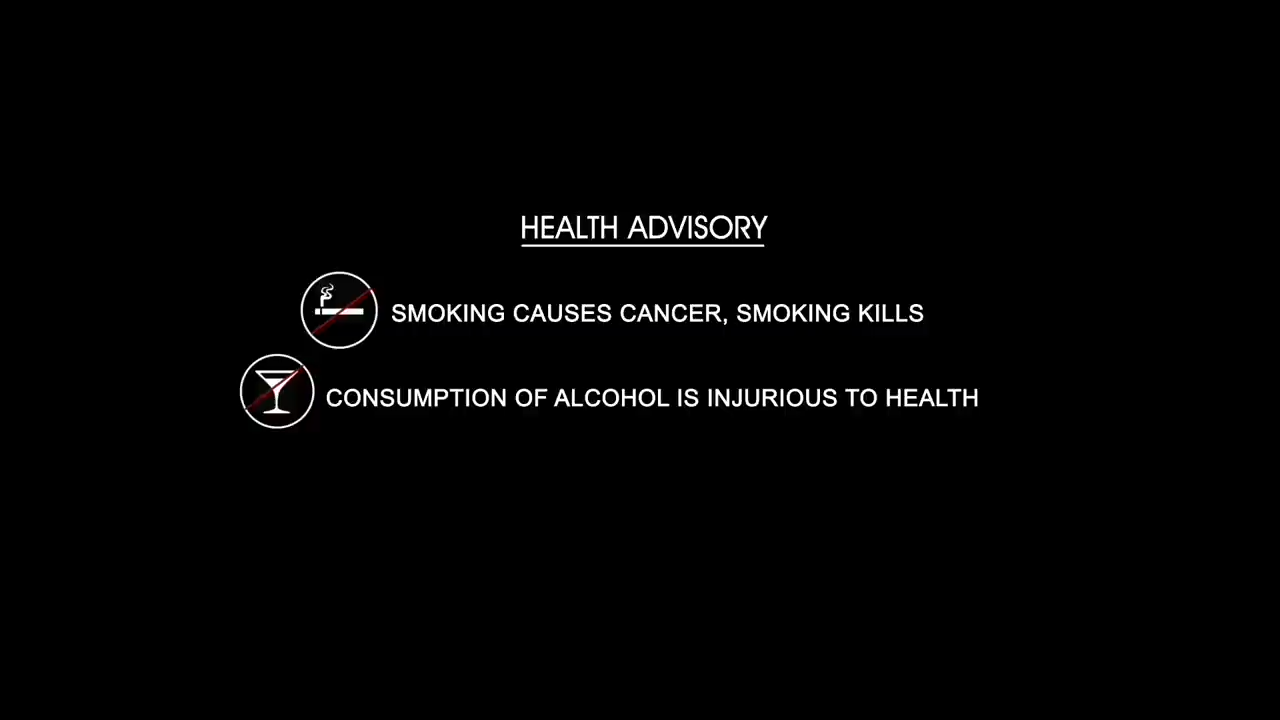 HEALTH ADVISORY
SMOKING CAUSES CANCER, SMOKING KILLS
CONSUMPTION OF ALCOHOL IS INJURIOUS TO HEALTH